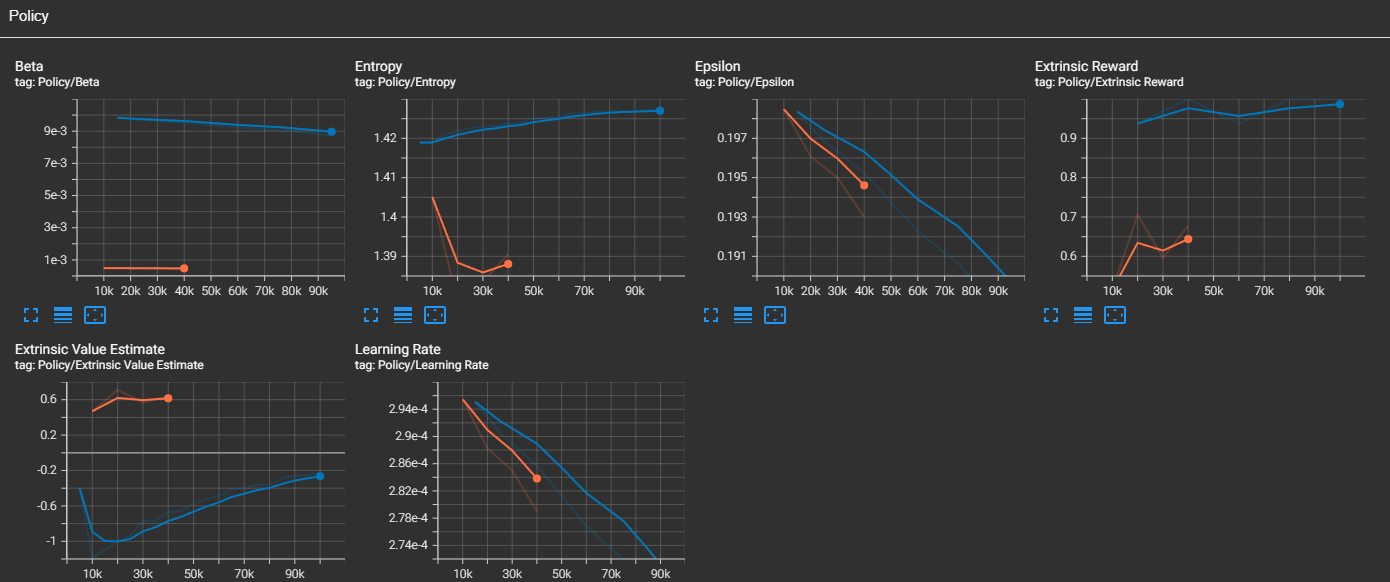 Policy
Beta
tag: Policy/Beta
9e-3
7e-3
5e-3
3e-3
1e-3
10k 20k 30k 40k 50k 60k 70k 80k 90k
Entropy
tag: Policy/Entropy
1.42
1.41
1.4
1.39
10k 30k 50k 70k 90k
Epsilon
tag: Policy/Epsilon
0.197
0.195
0.193
0.191
10k 20k 30k 40k 50k 60k 70k 80k 90k
Extrinsic Reward
tag: Policy/Extrinsic Reward
0.9
0.8
0.7
0.6
10k 30k 50k 70k 90k
Extrinsic Value Estimate
tag: Policy/Extrinsic Value Estimate
0.6
0.2
-0.2
-0.6
-1
10k 30k 50k 70k 90k
Learning Rate
tag: Policy/Learning Rate
2.94e-4
2.9e-4
2.86e-4
2.82e-4
2.78e-4
2.74e-4
10k 30k 50k 70k 90k